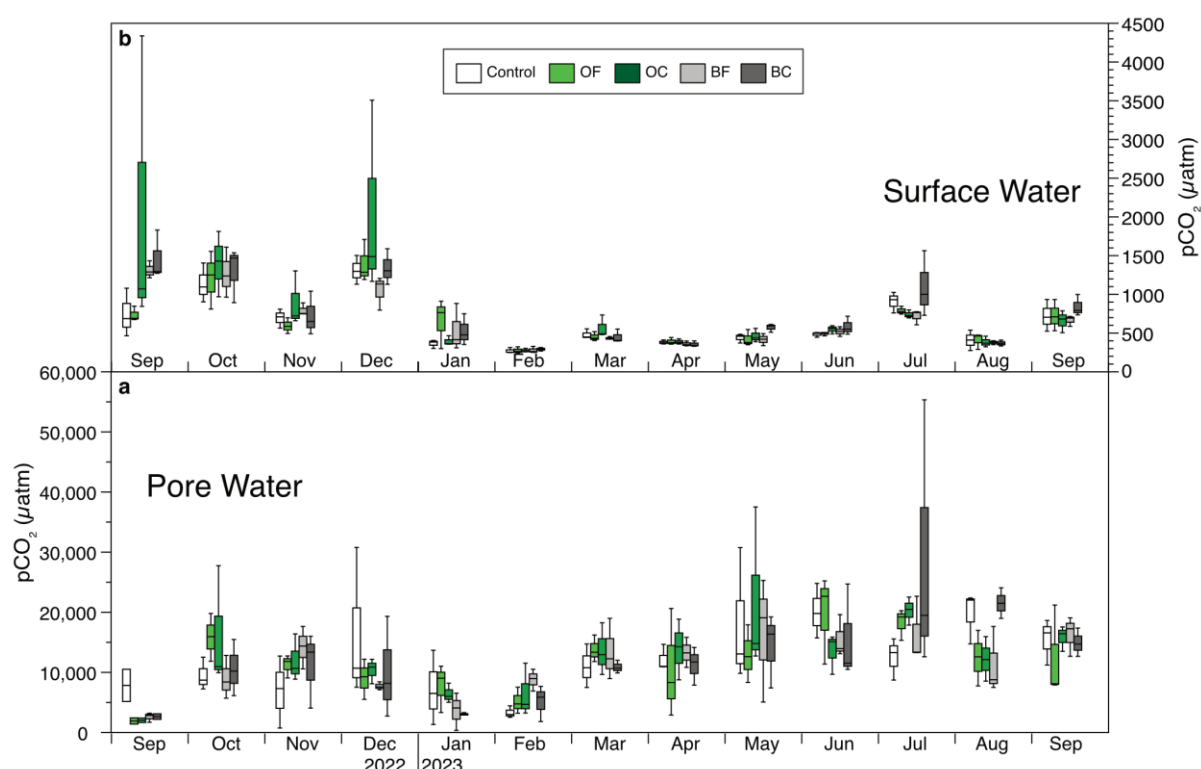 b
Control OF OC BF BC
Surface Water
4500
4000
3500
3000
2500
2000
1500
1000
500
0
pCO₂ (µatm)
Sep Oct Nov Dec Jan Feb Mar Apr May Jun Jul Aug Sep
a
Pore Water
60,000
50,000
40,000
30,000
20,000
10,000
0
pCO₂ (µatm)
Sep Oct Nov Dec Jan Feb Mar Apr May Jun Jul Aug Sep
2022 2023